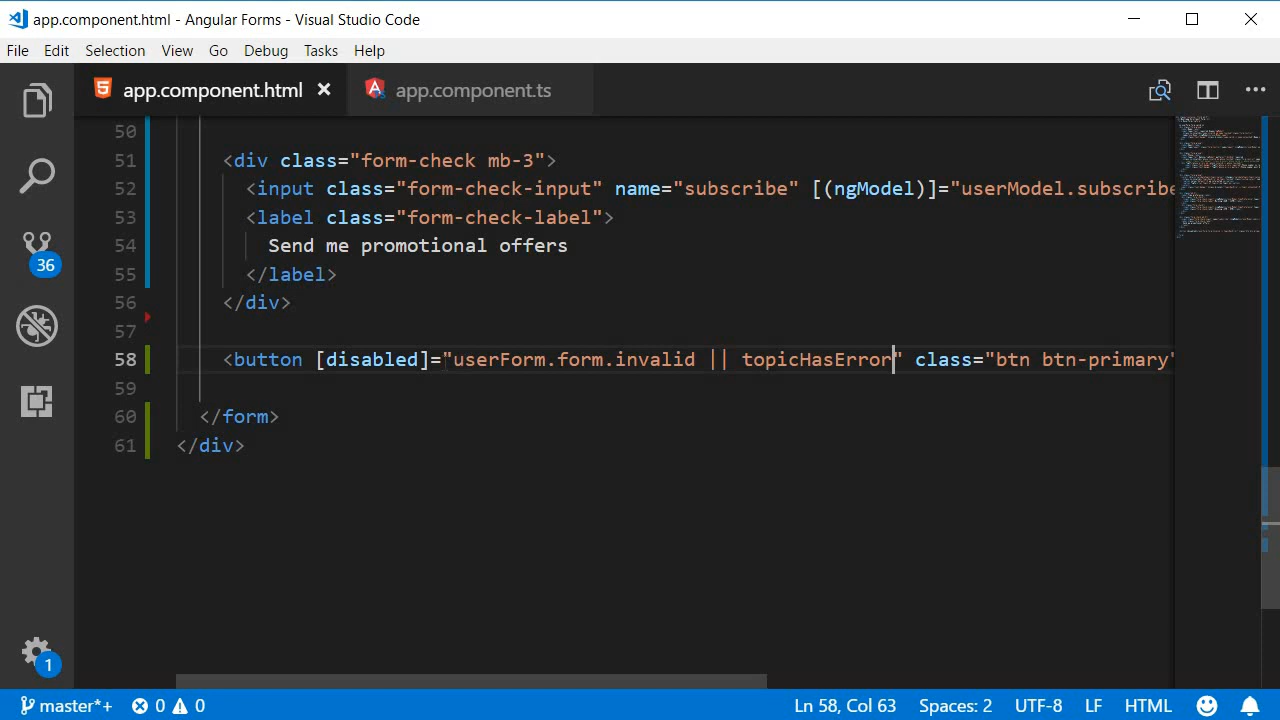 app.component.html - Angular Forms - Visual Studio Code
File Edit Selection View Go Debug Tasks Help
app.component.html app.component.ts
50
51 <div class="form-check mb-3">
52 <input class="form-check-input" name="subscribe" [(ngModel)]="userModel.subscribe
53 <label class="form-check-label">
54 Send me promotional offers
55 </label>
56 </div>
57
58 <button [disabled]="userForm.form.invalid || topicHasError" class="btn btn-primary"
59
60 </form>
61 </div>
36
1
master*+ 0 0 Ln 58, Col 63 Spaces: 2 UTF-8 LF HTML